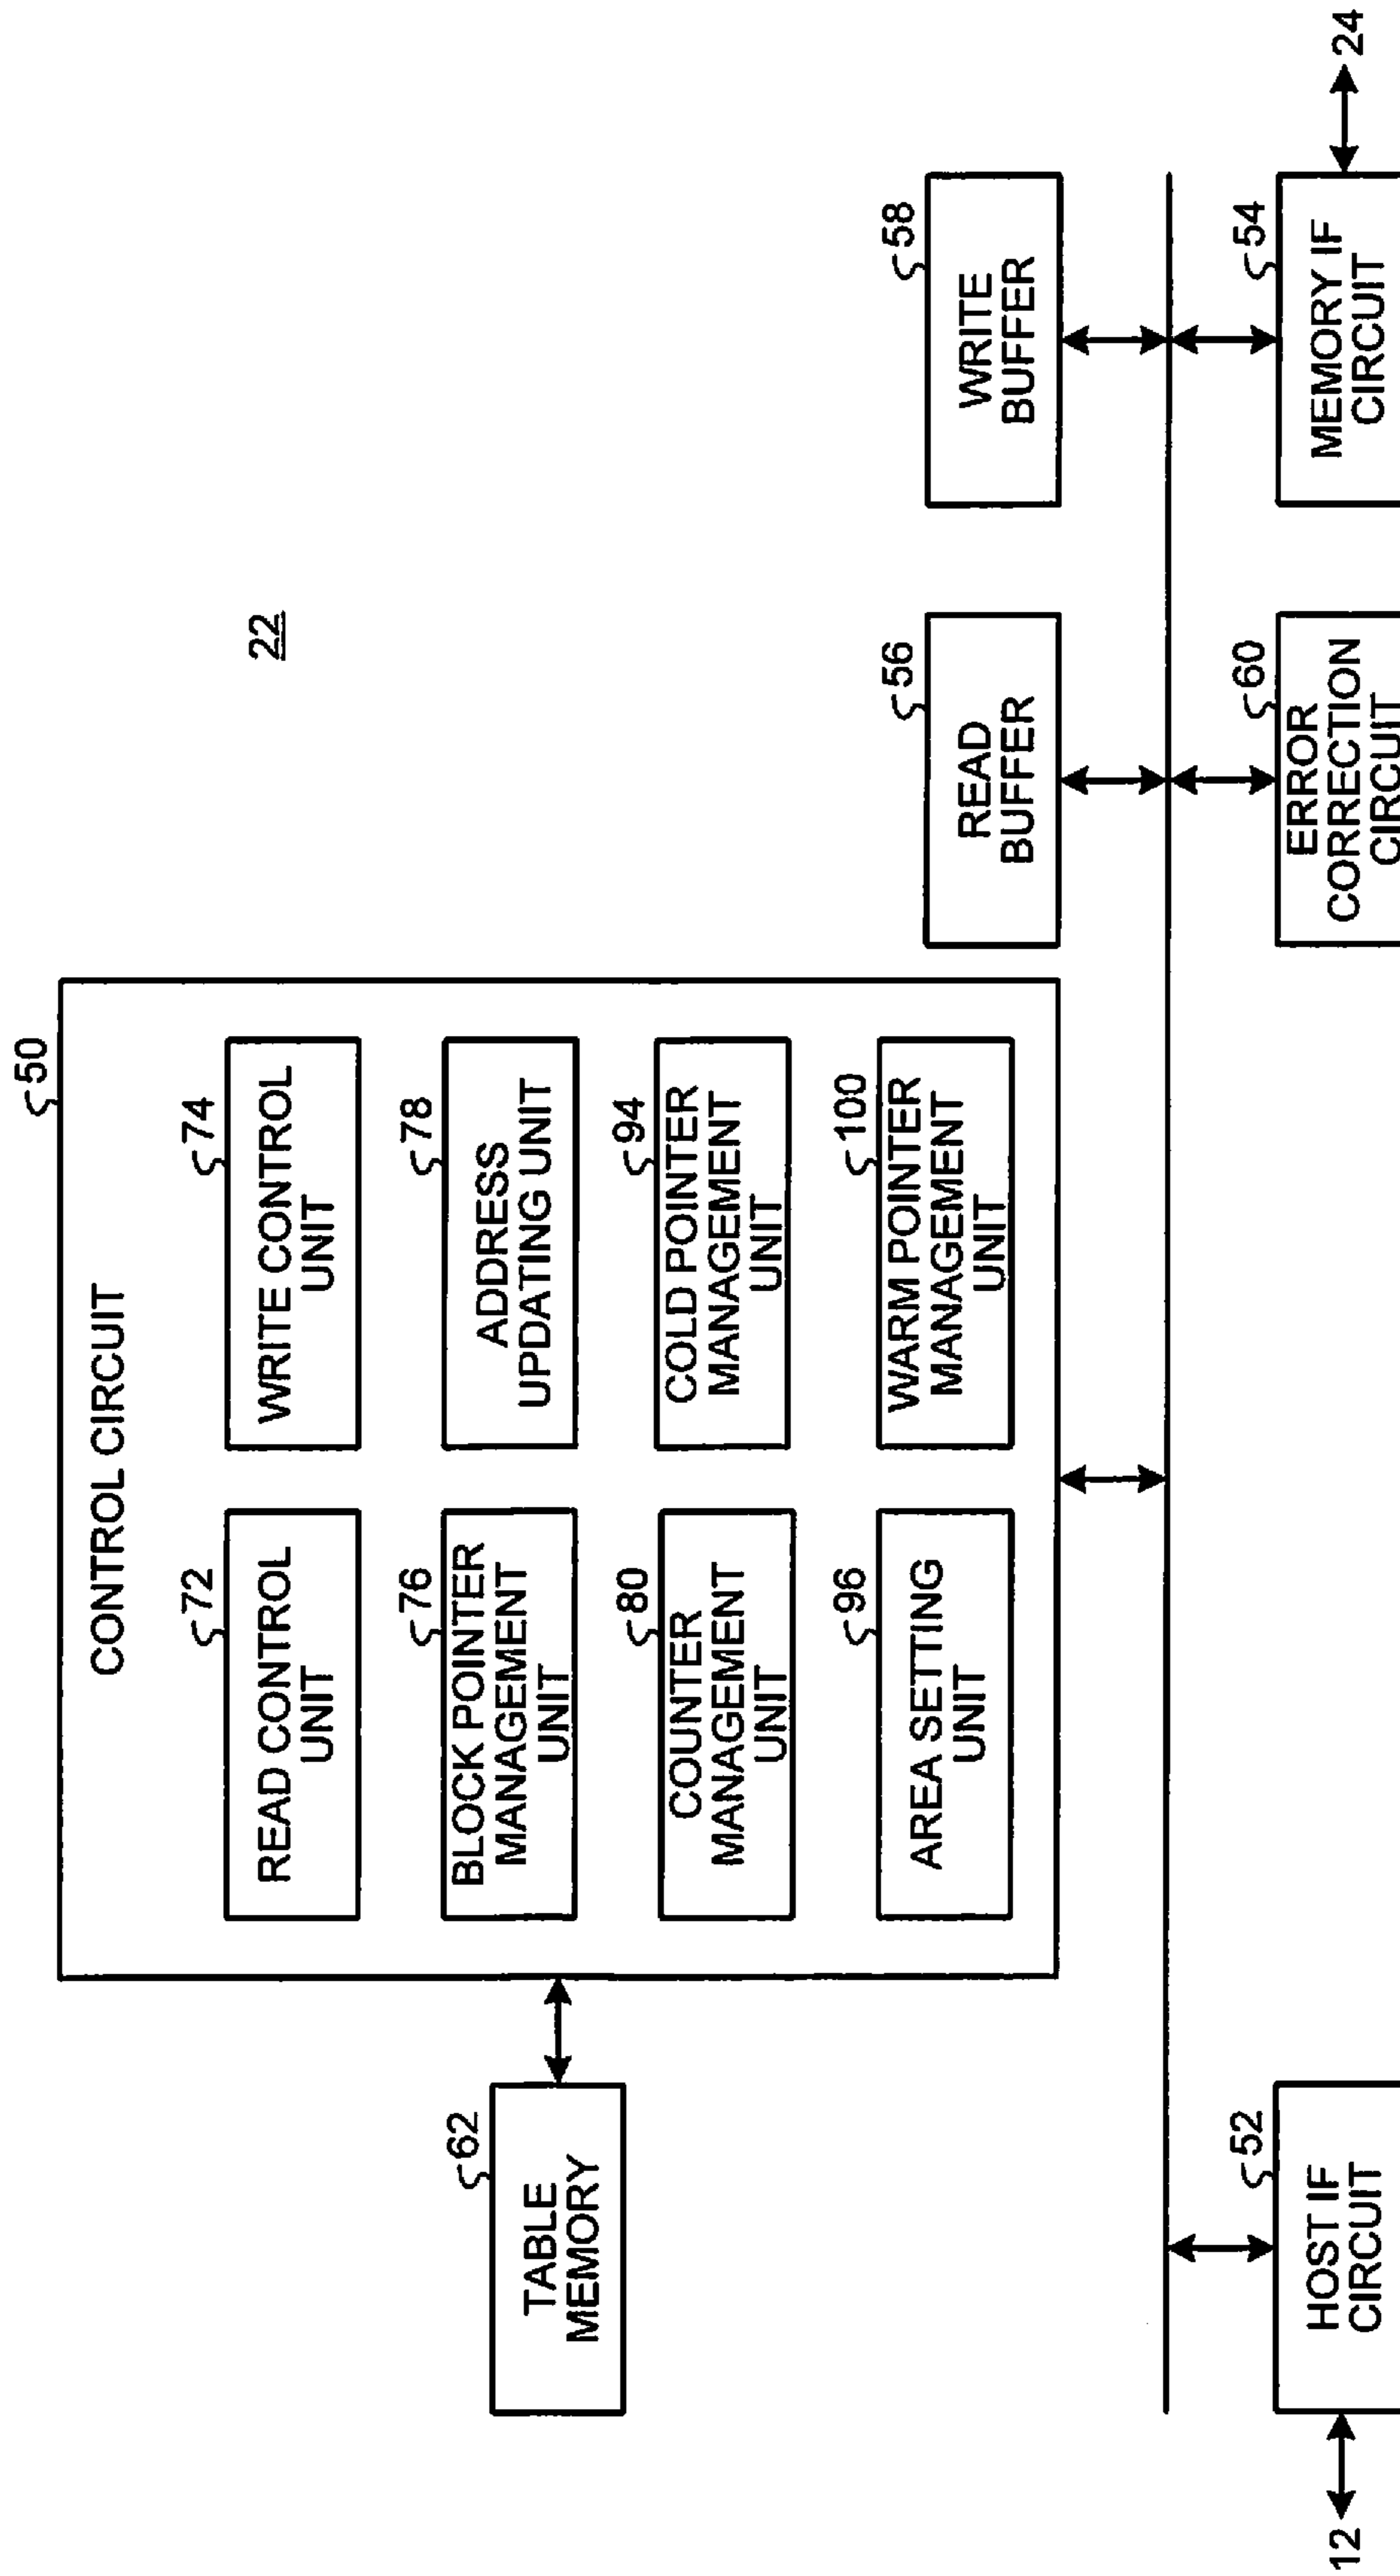 22
50
CONTROL CIRCUIT
72
READ CONTROL
UNIT
74
WRITE CONTROL
UNIT
76
BLOCK POINTER
MANAGEMENT
UNIT
78
ADDRESS
UPDATING UNIT
80
COUNTER
MANAGEMENT
UNIT
94
COLD POINTER
MANAGEMENT
UNIT
96
AREA SETTING
UNIT
100
WARM POINTER
MANAGEMENT
UNIT
62
TABLE
MEMORY
56
READ
BUFFER
58
WRITE
BUFFER
12
52
HOST IF
CIRCUIT
60
ERROR
CORRECTION
CIRCUIT
54
MEMORY IF
CIRCUIT
24